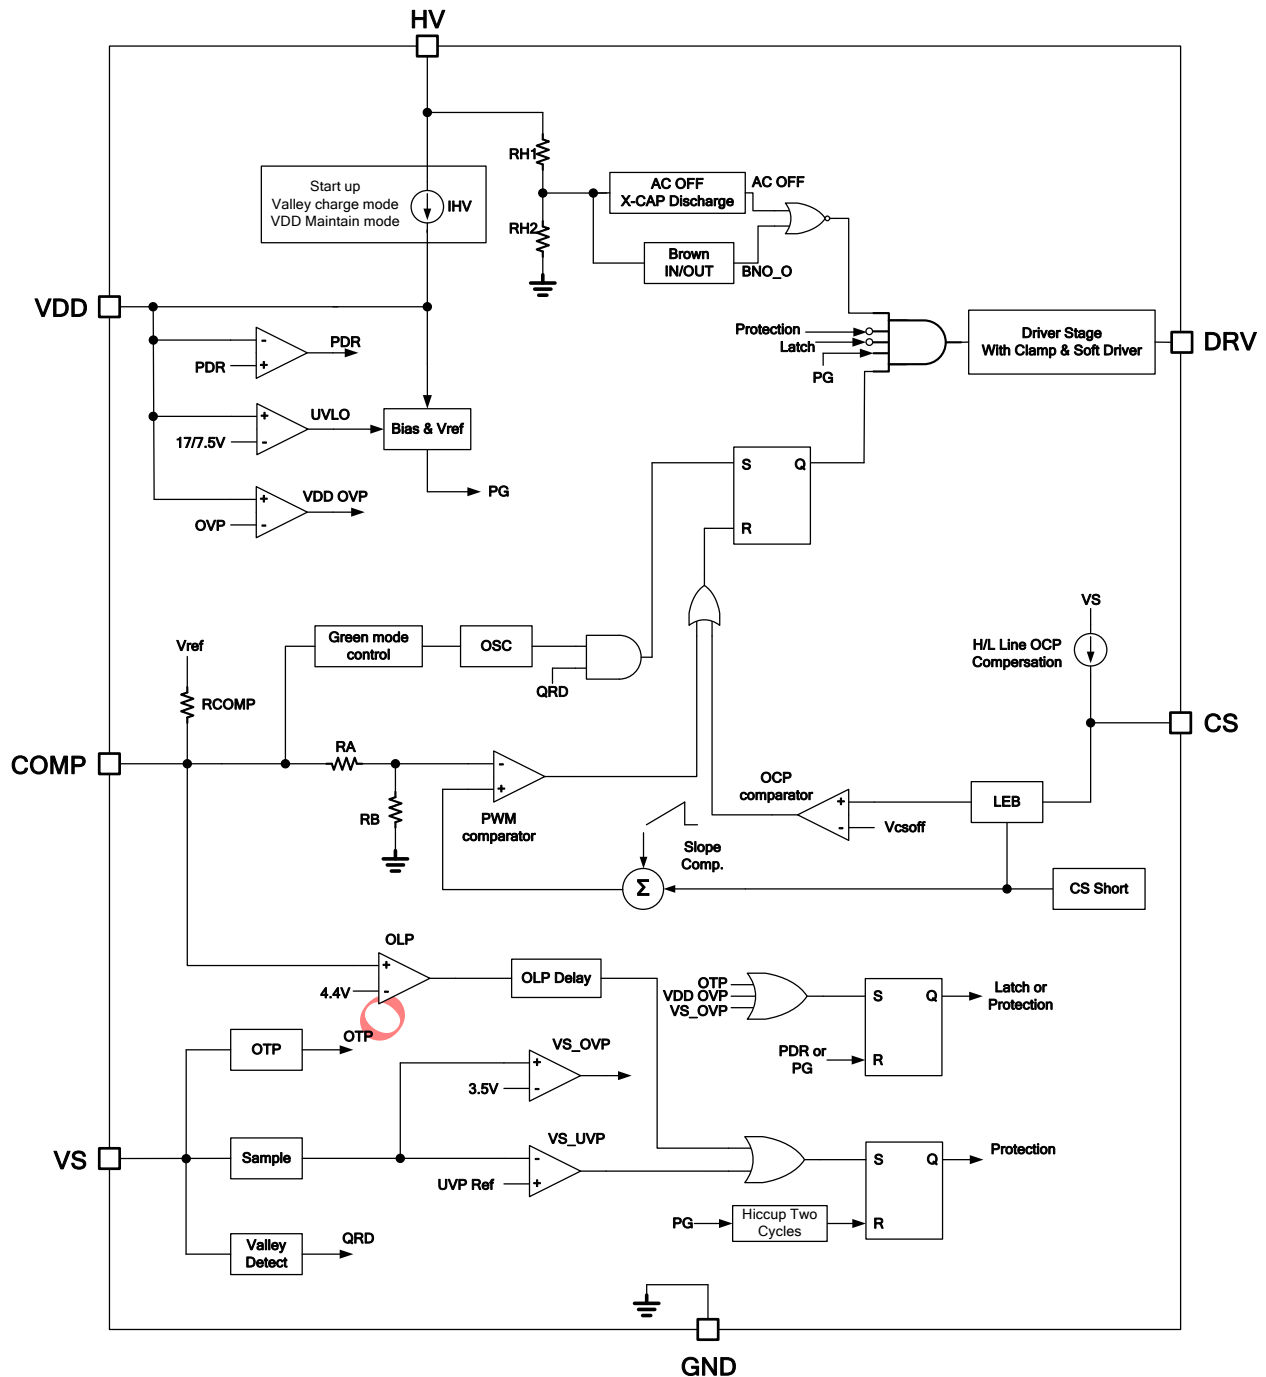 HV
RH1
AC OFF
X-CAP Discharge
AC OFF
Start up
Valley charge mode
VDD Maintain mode
IHV
RH2
Brown
IN/OUT
BNO_O
VDD
Protection
Latch
PG
Driver Stage
With Clamp & Soft Driver
DRV
-
+
PDR
PDR
+
-
17/7.5V
UVLO
Bias & Vref
PG
+
-
OVP
VDD OVP
S
Q
R
VS
H/L Line OCP
Compersation
Vref
RCOMP
Green mode
control
OSC
QRD
CS
COMP
RA
RB
-
+
PWM
comparator
OCP
comparator
+
-
Vcsoff
LEB
Slope
Comp.
Σ
CS Short
OLP
+
-
4.4V
OLP Delay
OTP
VDD OVP
VS_OVP
S
Q
R
Latch or
Protection
PDR or
PG
OTP
OTP
+
-
3.5V
VS_OVP
VS
Sample
-
+
UVP Ref
VS_UVP
S
Q
R
Protection
PG
Hiccup Two
Cycles
Valley
Detect
QRD
GND